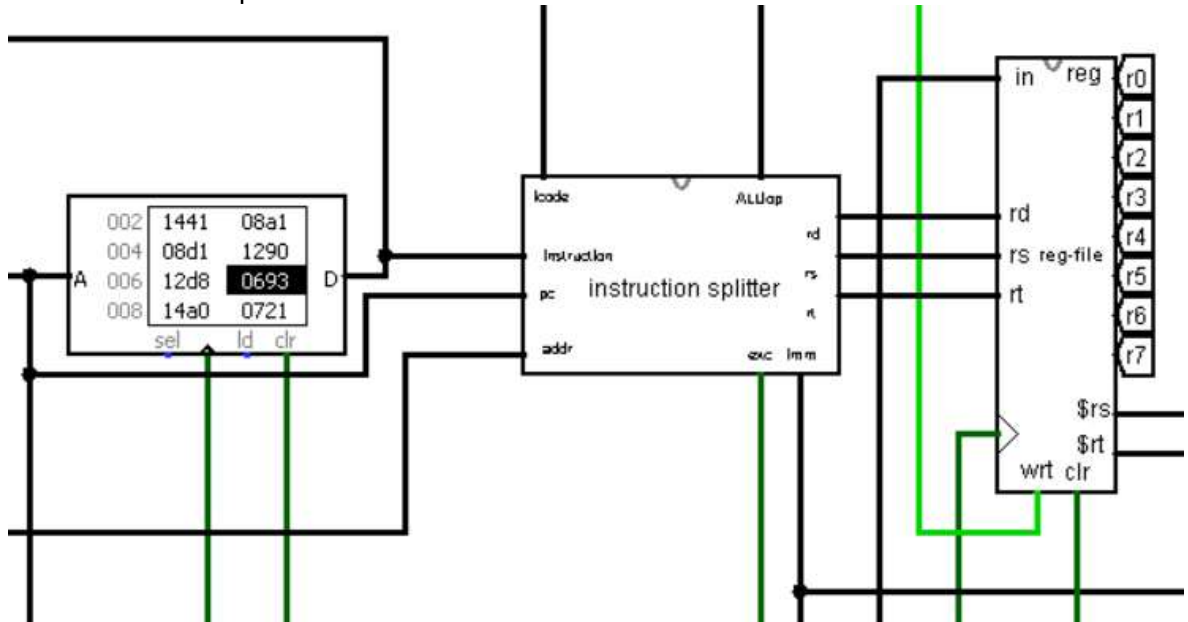 in reg r0
r1
r2
Icode ALUop r3
rd rd
002 1441 08a1 r4
004 08d1 1290 Instruction rs reg-file
A 006 12d8 0693 D rs r5
pc instruction splitter rt
008 14a0 0721 rt r6
sel ld clr
addr exc Imm r7
$rs
$rt
wrt clr